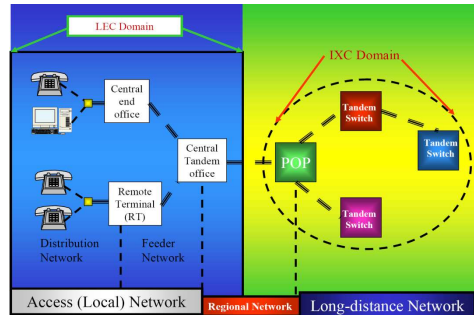 LEC Domain
IXC Domain
Central
end
office
Tandem
Switch
Central
Tandem
office
POP
Tandem
Switch
Remote
Terminal
(RT)
Tandem
Switch
Distribution
Network
Feeder
Network
Access (Local) Network
Regional Network
Long-distance Network